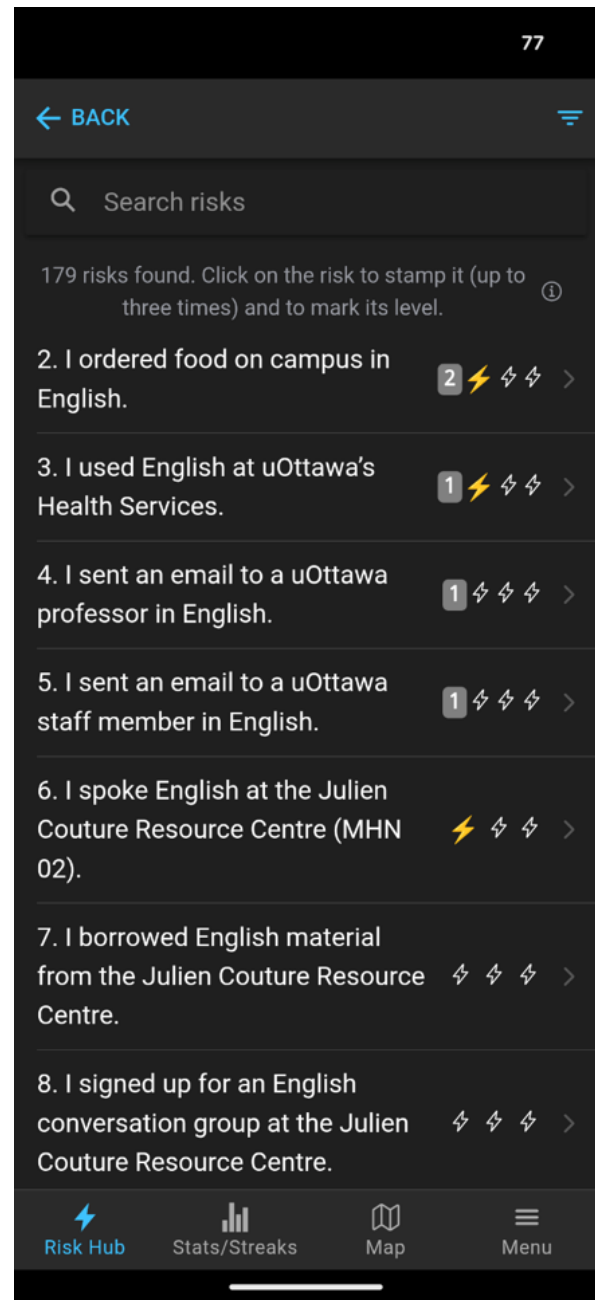 77
BACK
Search risks
179 risks found. Click on the risk to stamp it (up to
three times) and to mark its level.
2. I ordered food on campus in
English.
2
3. I used English at uOttawa’s
Health Services.
1
4. I sent an email to a uOttawa
professor in English.
1
5. I sent an email to a uOttawa
staff member in English.
1
6. I spoke English at the Julien
Couture Resource Centre (MHN
02).
7. I borrowed English material
from the Julien Couture Resource
Centre.
8. I signed up for an English
conversation group at the Julien
Couture Resource Centre.
Risk Hub Stats/Streaks Map Menu